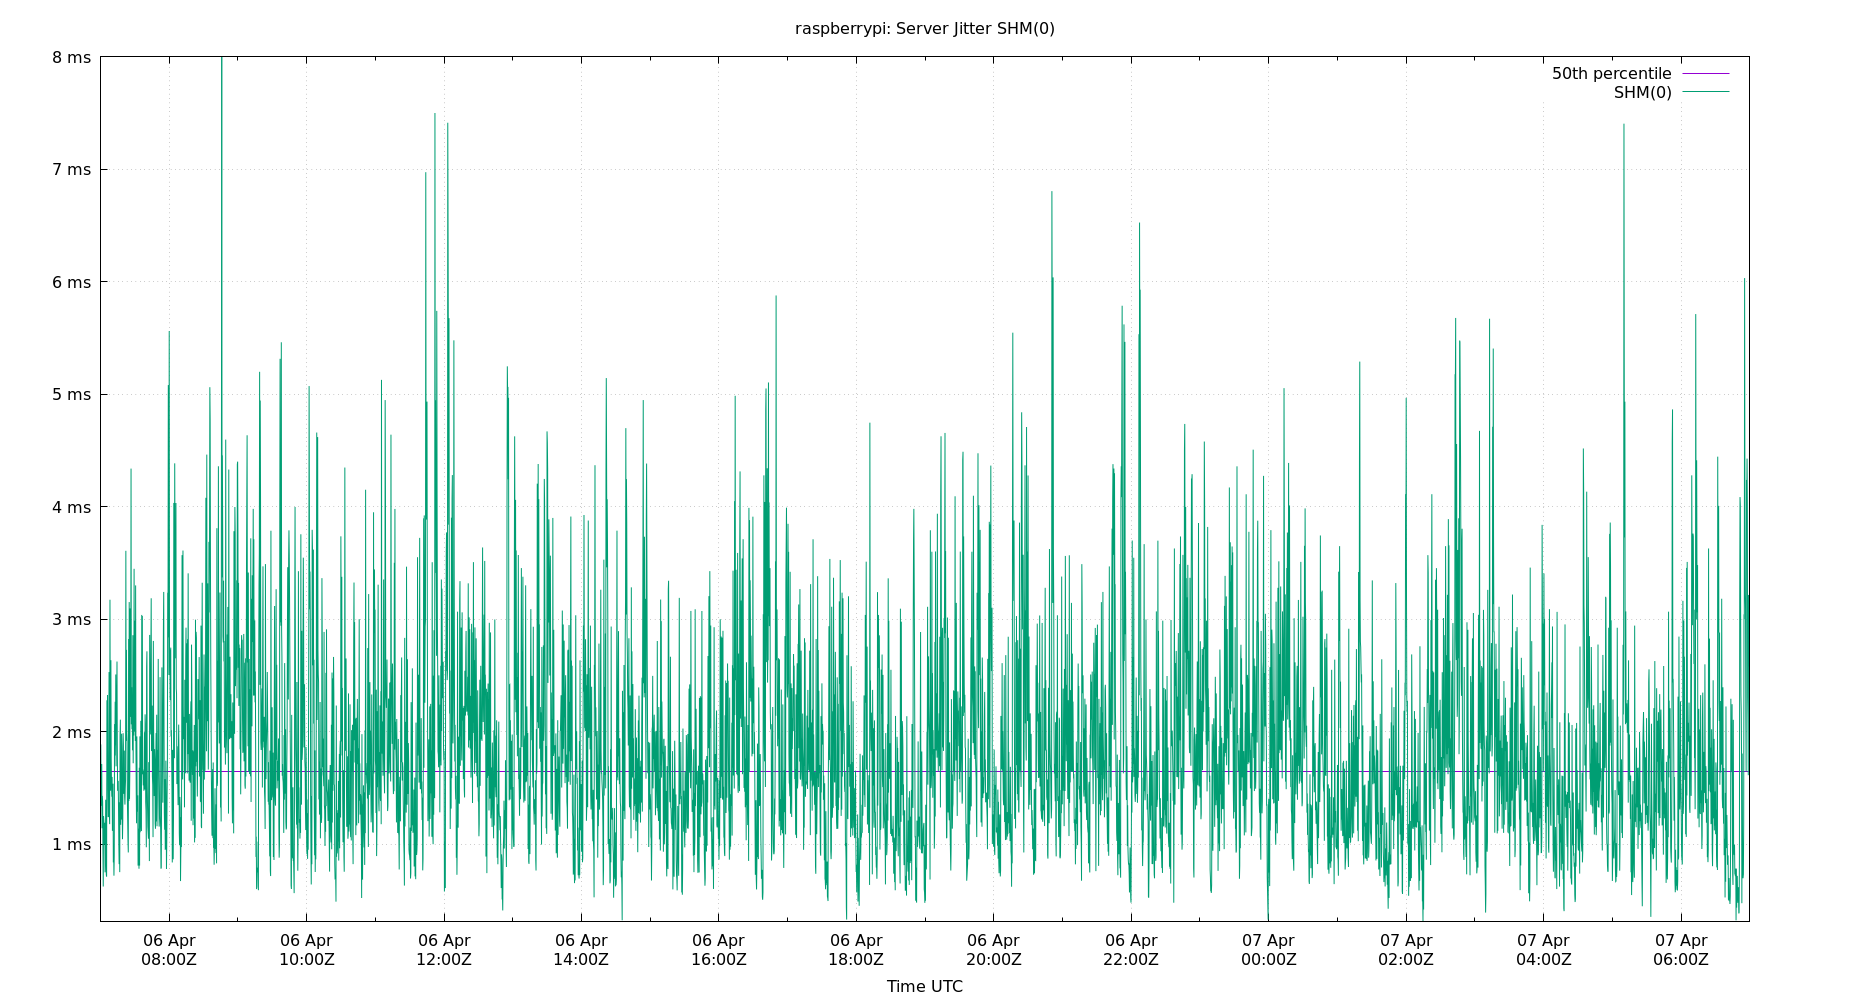 raspberrypi: Server Jitter SHM(0)
50th percentile
SHM(0)
8 ms
7 ms
6 ms
5 ms
4 ms
3 ms
2 ms
1 ms
06 Apr 06 Apr 06 Apr 06 Apr 06 Apr 06 Apr 06 Apr 06 Apr 07 Apr 07 Apr 07 Apr 07 Apr
08:00Z 10:00Z 12:00Z 14:00Z 16:00Z 18:00Z 20:00Z 22:00Z 00:00Z 02:00Z 04:00Z 06:00Z
Time UTC